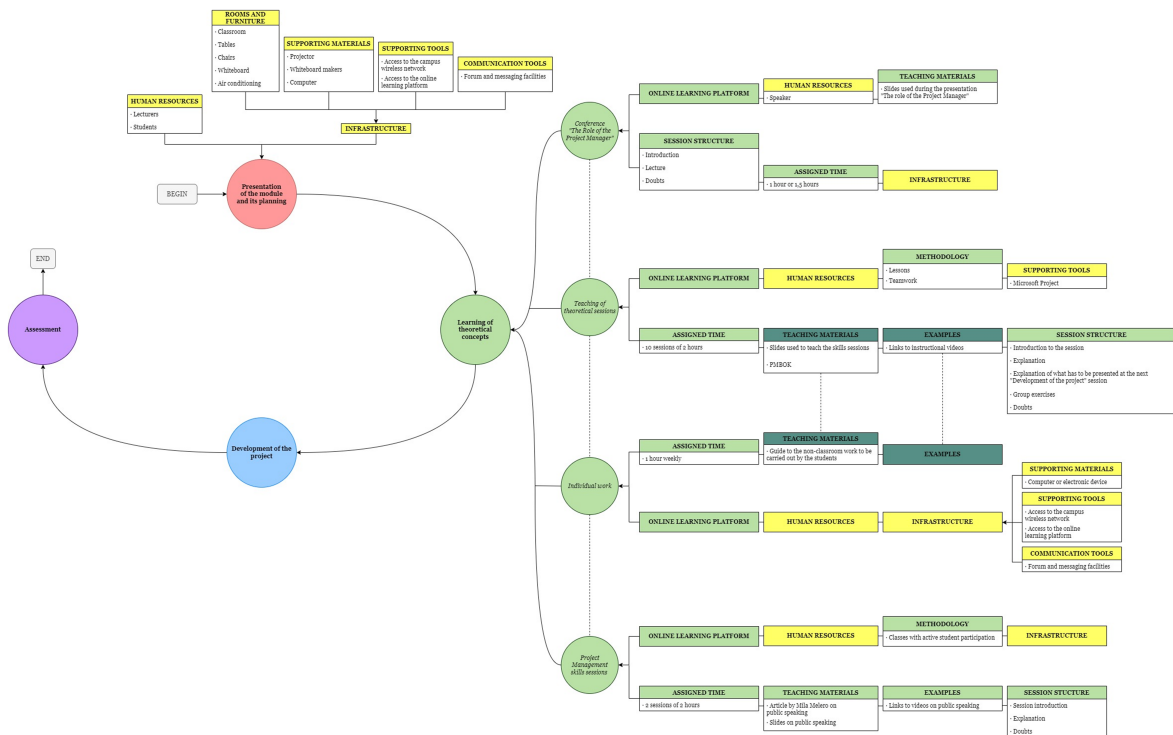 ROOMS AND
FURNITURE
- Classroom
- Tables
- Chairs
- Whiteboard
- Air conditioning
SUPPORTING MATERIALS
- Projector
- Whiteboard makers
- Computer
SUPPORTING TOOLS
- Access to the campus
wireless network
- Access to the online
learning platform
COMMUNICATION TOOLS
- Forum and messaging facilities
HUMAN RESOURCES
- Lecturers
- Students
INFRASTRUCTURE
BEGIN
Presentation
of the module
and its planning
END
Assessment
Learning of
theoretical
concepts
Development of the
project
Conference
"The Role of the
Project Manager"
ONLINE LEARNING PLATFORM
HUMAN RESOURCES
- Speaker
TEACHING MATERIALS
- Slides used during the presentation
"The role of the Project Manager"
SESSION STRUCTURE
- Introduction
- Lecture
- Doubts
ASSIGNED TIME
- 1 hour or 1,5 hours
INFRASTRUCTURE
Teaching of
theoretical sessions
ONLINE LEARNING PLATFORM
HUMAN RESOURCES
METHODOLOGY
- Lessons
- Teamwork
SUPPORTING TOOLS
- Microsoft Project
ASSIGNED TIME
- 10 sessions of 2 hours
TEACHING MATERIALS
- Slides used to teach the skills sessions
- PMBOK
EXAMPLES
- Links to instructional videos
SESSION STRUCTURE
- Introduction to the session
- Explanation
- Explanation of what has to be presented at the next
"Development of the project" session
- Group exercises
- Doubts
Individual work
ASSIGNED TIME
- 1 hour weekly
TEACHING MATERIALS
- Guide to the non-classroom work to be
carried out by the students
EXAMPLES
ONLINE LEARNING PLATFORM
HUMAN RESOURCES
INFRASTRUCTURE
SUPPORTING MATERIALS
- Computer or electronic device
SUPPORTING TOOLS
- Access to the campus
wireless network
- Access to the online
learning platform
COMMUNICATION TOOLS
- Forum and messaging facilities
Project
Management
skills sessions
ONLINE LEARNING PLATFORM
HUMAN RESOURCES
METHODOLOGY
- Classes with active student participation
INFRASTRUCTURE
ASSIGNED TIME
- 2 sessions of 2 hours
TEACHING MATERIALS
- Article by Mila Melero on
public speaking
- Slides on public speaking
EXAMPLES
- Links to videos on public speaking
SESSION STUCTURE
- Session introduction
- Explanation
- Doubts